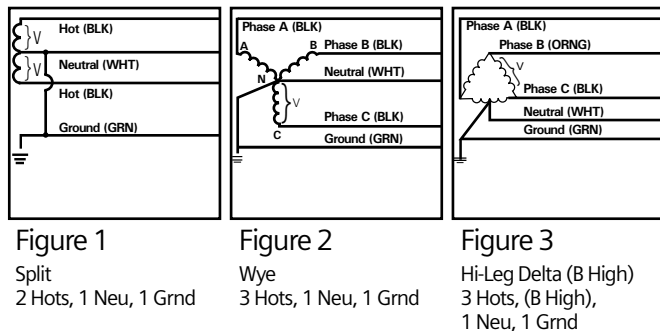 Hot (BLK)
V
V
Neutral (WHT)
Hot (BLK)
Ground (GRN)
Figure 1
Split
2 Hots, 1 Neu, 1 Grnd
Phase A (BLK)
A
B Phase B (BLK)
N
Neutral (WHT)
V
Phase C (BLK)
C
Ground (GRN)
Figure 2
Wye
3 Hots, 1 Neu, 1 Grnd
Phase A (BLK)
Phase B (ORNG)
V
Phase C (BLK)
Neutral (WHT)
Ground (GRN)
Figure 3
Hi-Leg Delta (B High)
3 Hots, (B High),
1 Neu, 1 Grnd